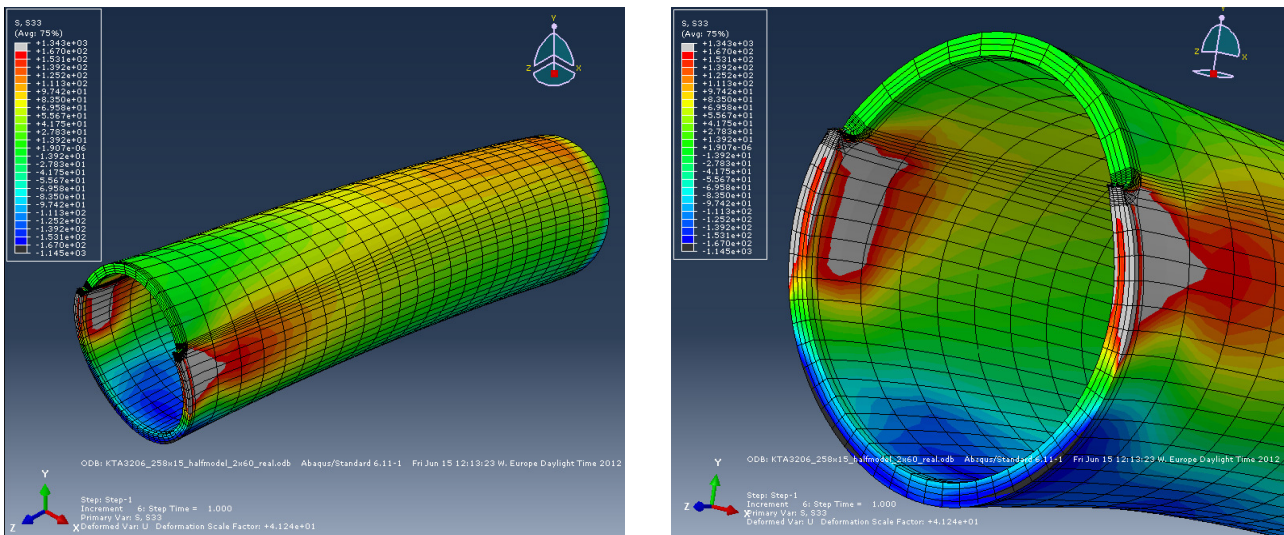 S, S33
(Avg: 75%)
+1.343e+03
+1.670e+02
+1.531e+02
+1.392e+02
+1.252e+02
+1.113e+02
+9.742e+01
+8.350e+01
+6.958e+01
+5.567e+01
+4.175e+01
+2.783e+01
+1.392e+01
+1.907e-06
-1.392e+01
-2.783e+01
-4.175e+01
-5.567e+01
-6.958e+01
-8.350e+01
-9.742e+01
-1.113e+02
-1.252e+02
-1.392e+02
-1.531e+02
-1.670e+02
-1.145e+03
Y
Z
X
ODB: KTA3206_258x15_halfmodel_2x60_real.odb Abaqus/Standard 6.11-1 Fri Jun 15 12:13:23 W. Europe Daylight Time 2012
Y
Z
X
Step: Step-1
Increment 6: Step Time = 1.000
Primary Var: S, S33
Deformed Var: U Deformation Scale Factor: +4.124e+01
S, S33
(Avg: 75%)
+1.343e+03
+1.670e+02
+1.531e+02
+1.392e+02
+1.252e+02
+1.113e+02
+9.742e+01
+8.350e+01
+6.958e+01
+5.567e+01
+4.175e+01
+2.783e+01
+1.392e+01
+1.907e-06
-1.392e+01
-2.783e+01
-4.175e+01
-5.567e+01
-6.958e+01
-8.350e+01
-9.742e+01
-1.113e+02
-1.252e+02
-1.392e+02
-1.531e+02
-1.670e+02
-1.145e+03
Y
Z
X
ODB: KTA3206_258x15_halfmodel_2x60_real.odb Abaqus/Standard 6.11-1 Fri Jun 15 12:13:23 W. Europe Daylight Time 2012
Y
Z
X
Step: Step-1
Increment 6: Step Time = 1.000
Primary Var: S, S33
Deformed Var: U Deformation Scale Factor: +4.124e+01